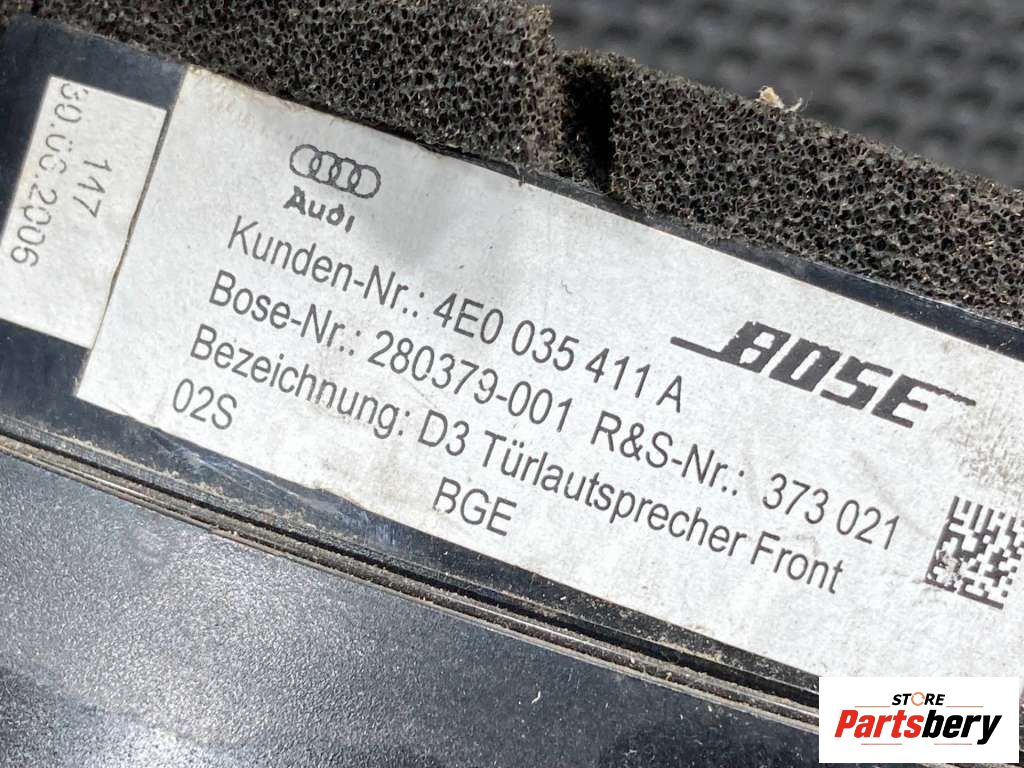 147
30.06.2006
Audi
Kunden-Nr.: 4E0 035 411 A
BOSE
Bose-Nr.: 280379-001 R&S-Nr.: 373 021
Bezeichnung: D3 Türlautsprecher Front
02S BGE
STORE
Partsbery